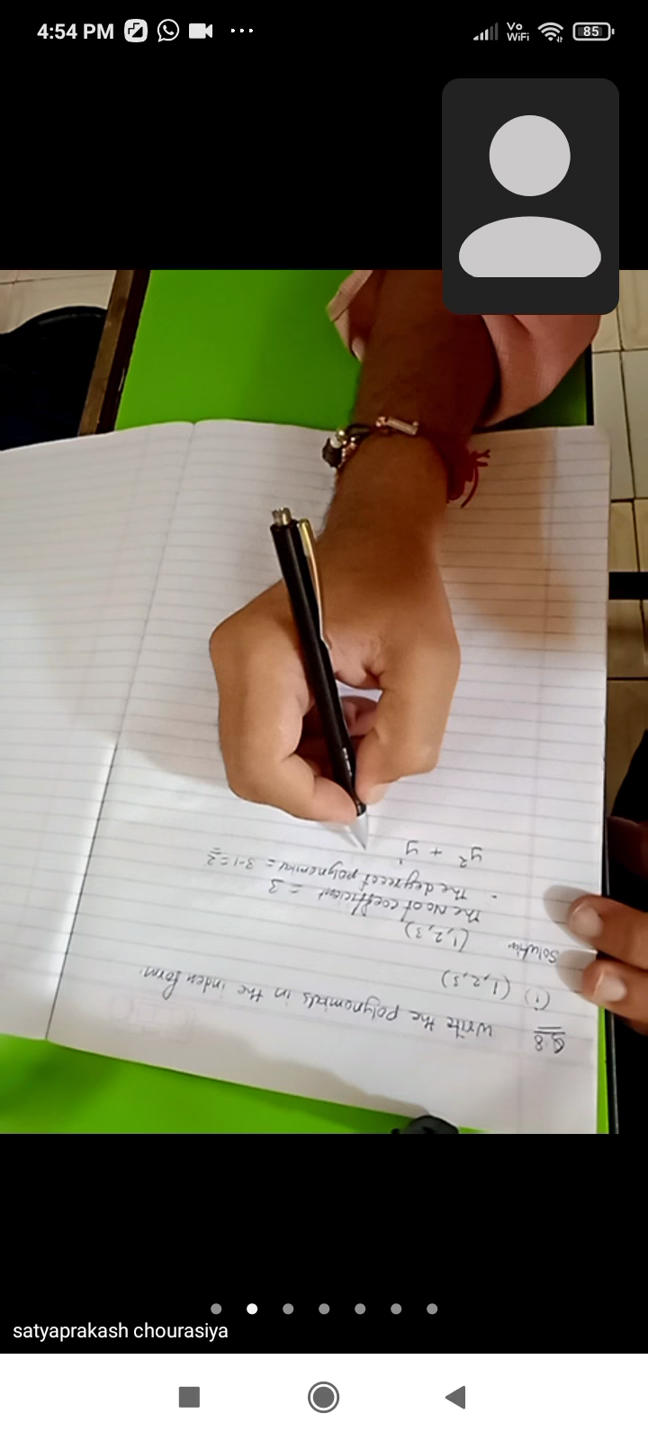 4:54 PM
Vo
WiFi
85
Q.8 Write the polynomials in the index form.
(i) (1,2,3)
Solution (1,2,3)
The No of coefficient = 3
The degree of polynomial = 3-1=2
y² + y¹
satyaprakash chourasiya